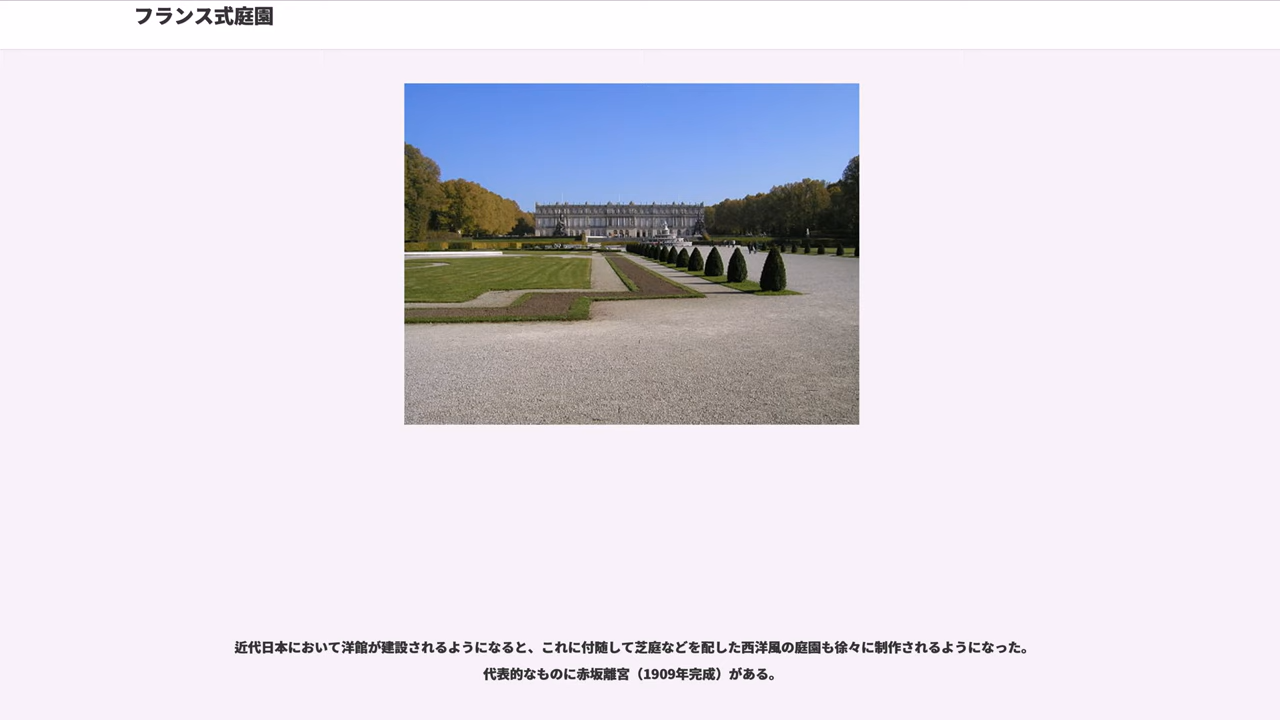 フランス式庭園
近代日本において洋館が建設されるようになると、これに付随して芝庭などを配した西洋風の庭園も徐々に制作されるようになった。
代表的なものに赤坂離宮（1909年完成）がある。